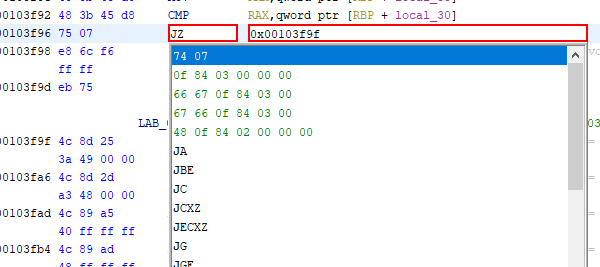 00103f92 48 3b 45 d8 CMP RAX,qword ptr [RBP + local_30]
00103f96 75 07 JZ 0x00103f9f
00103f98 e8 6c f6
ff ff
00103f9d eb 75
LAB_
00103f9f 4c 8d 25 =
3a 49 00 00
00103fa6 4c 8d 2d =
a3 48 00 00
00103fad 4c 89 a5 =
40 ff ff ff
00103fb4 4c 89 ad =
48 ff ff ff
74 07
0f 84 03 00 00 00
66 67 0f 84 03 00
67 66 0f 84 03 00
48 0f 84 02 00 00 00
JA
JBE
JC
JCXZ
JECXZ
JG
JGE